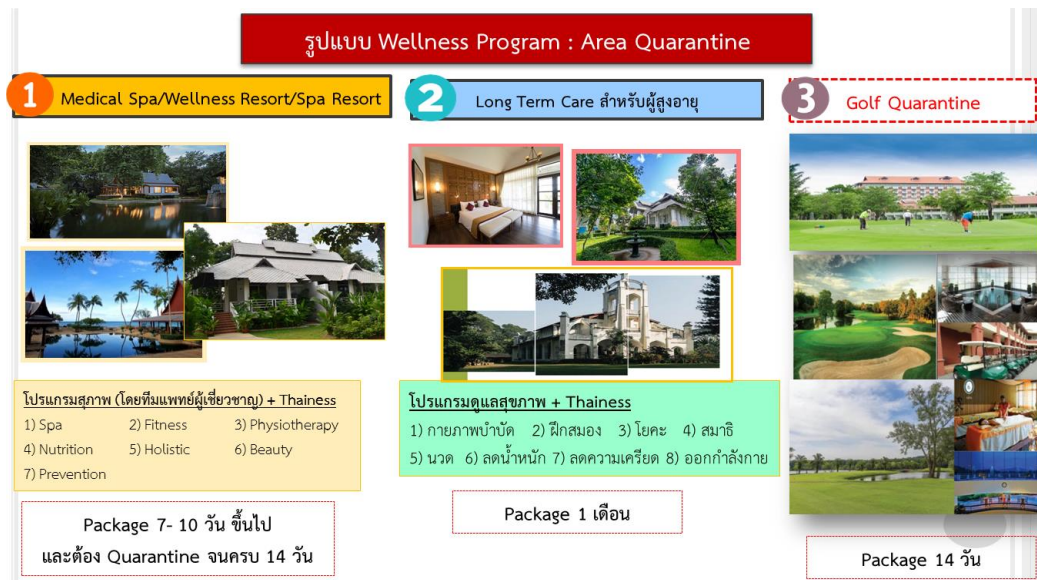 รูปแบบ Wellness Program : Area Quarantine
1 Medical Spa/Wellness Resort/Spa Resort
โปรแกรมสุภาพ (โดยทีมแพทย์ผู้เชี่ยวชาญ) + Thainess
1) Spa 2) Fitness 3) Physiotherapy
4) Nutrition 5) Holistic 6) Beauty
7) Prevention
Package 7- 10 วัน ขึ้นไป
และต้อง Quarantine จนครบ 14 วัน
2 Long Term Care สำหรับผู้สูงอายุ
โปรแกรมดูแลสุขภาพ + Thainess
1) กายภาพบำบัด 2) ฝึกสมอง 3) โยคะ 4) สมาธิ
5) นวด 6) ลดน้ำหนัก 7) ลดความเครียด 8) ออกกำลังกาย
Package 1 เดือน
3 Golf Quarantine
Package 14 วัน